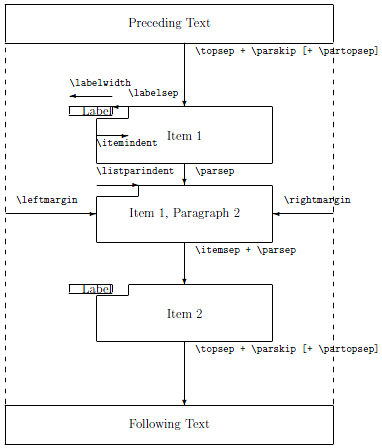 Preceding Text
\topsep + \parskip [+ \partopsep]
\labelwidth
\labelsep
Label
Item 1
\itemindent
\listparindent
\parsep
\leftmargin
\rightmargin
Item 1, Paragraph 2
\itemsep + \parsep
Label
Item 2
\topsep + \parskip [+ \partopsep]
Following Text